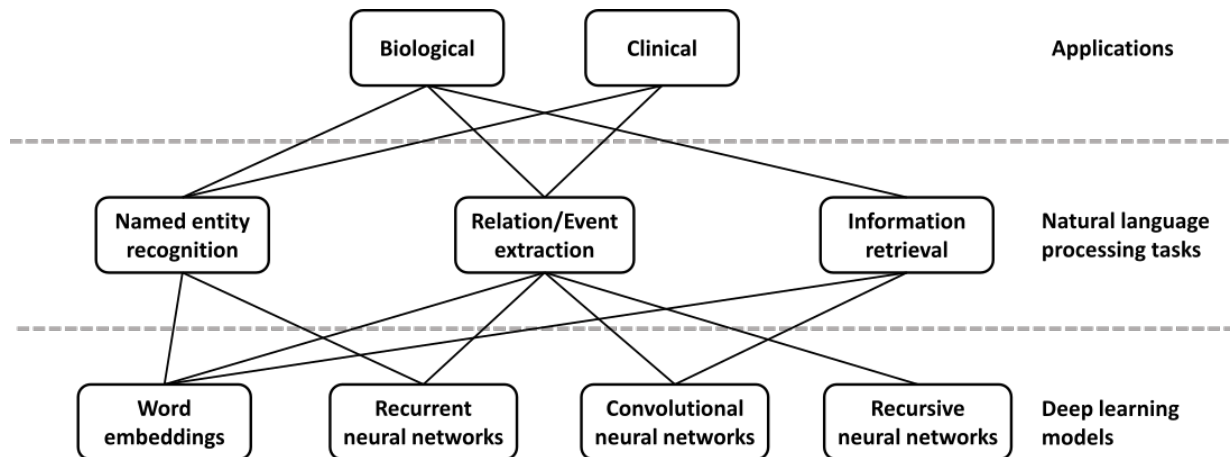 Biological
Clinical
Applications
Named entity
recognition
Relation/Event
extraction
Information
retrieval
Natural language
processing tasks
Word
embeddings
Recurrent
neural networks
Convolutional
neural networks
Recursive
neural networks
Deep learning
models